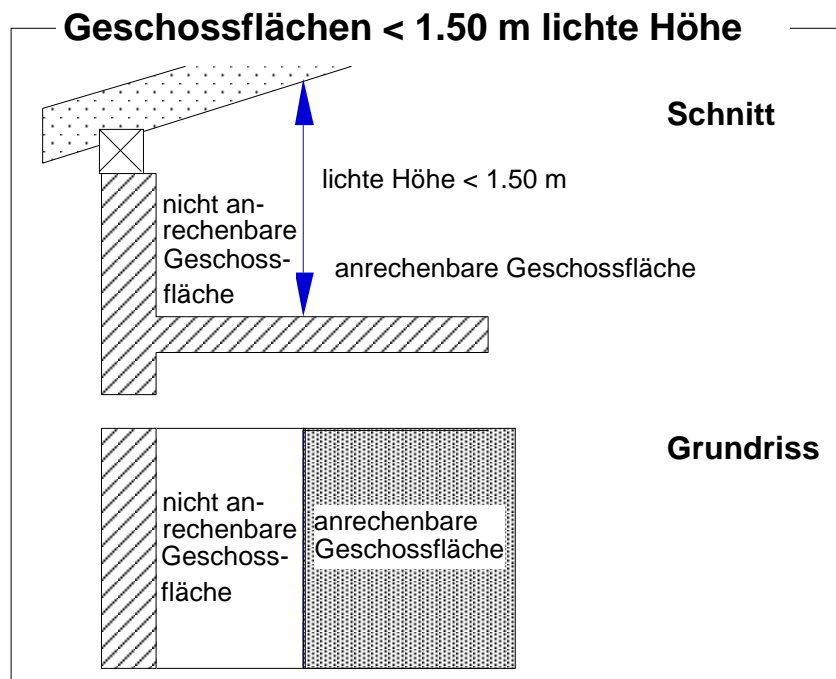 Geschossflächen < 1.50 m lichte Höhe
Schnitt
lichte Höhe < 1.50 m
nicht an-
rechenbare
Geschoss-
fläche
anrechenbare Geschossfläche
Grundriss
nicht an-
rechenbare
Geschoss-
fläche
anrechenbare
Geschossfläche